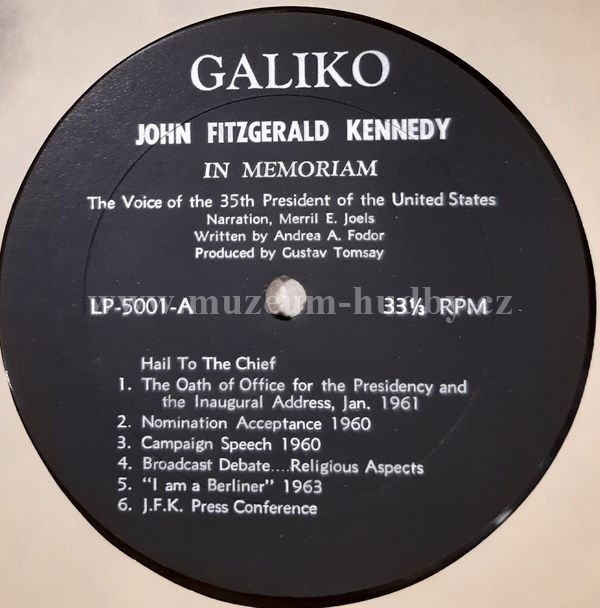 GALIKO
JOHN FITZGERALD KENNEDY
IN MEMORIAM
The Voice of the 35th President of the United States
Narration, Merril E. Joels
Written by Andrea A. Fodor
Produced by Gustav Tomsay
LP-5001-A 33⅓ RPM
www.muzeum-hudby.cz
Hail To The Chief
1. The Oath of Office for the Presidency and
the Inaugural Address, Jan. 1961
2. Nomination Acceptance 1960
3. Campaign Speech 1960
4. Broadcast Debate....Religious Aspects
5. "I am a Berliner" 1963
6. J.F.K. Press Conference